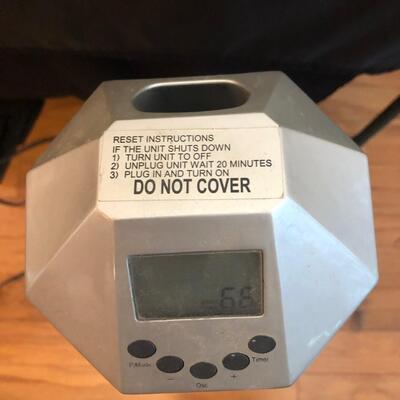 RESET INSTRUCTIONS
IF THE UNIT SHUTS DOWN
1) TURN UNIT TO OFF
2) UNPLUG UNIT WAIT 20 MINUTES
3) PLUG IN AND TURN ON
DO NOT COVER
68
P/Mode
Timer
- +
Osc